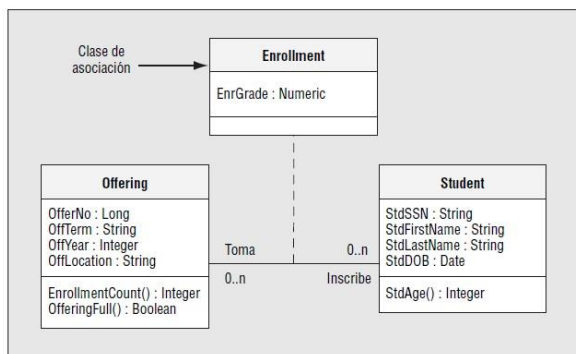 Clase de
asociación
Enrollment
EnrGrade : Numeric
Offering
OfferNo : Long
OffTerm : String
OffYear : Integer
OffLocation : String
EnrollmentCount() : Integer
OfferingFull() : Boolean
Toma
0..n
0..n
Inscribe
Student
StdSSN : String
StdFirstName : String
StdLastName : String
StdDOB : Date
StdAge() : Integer